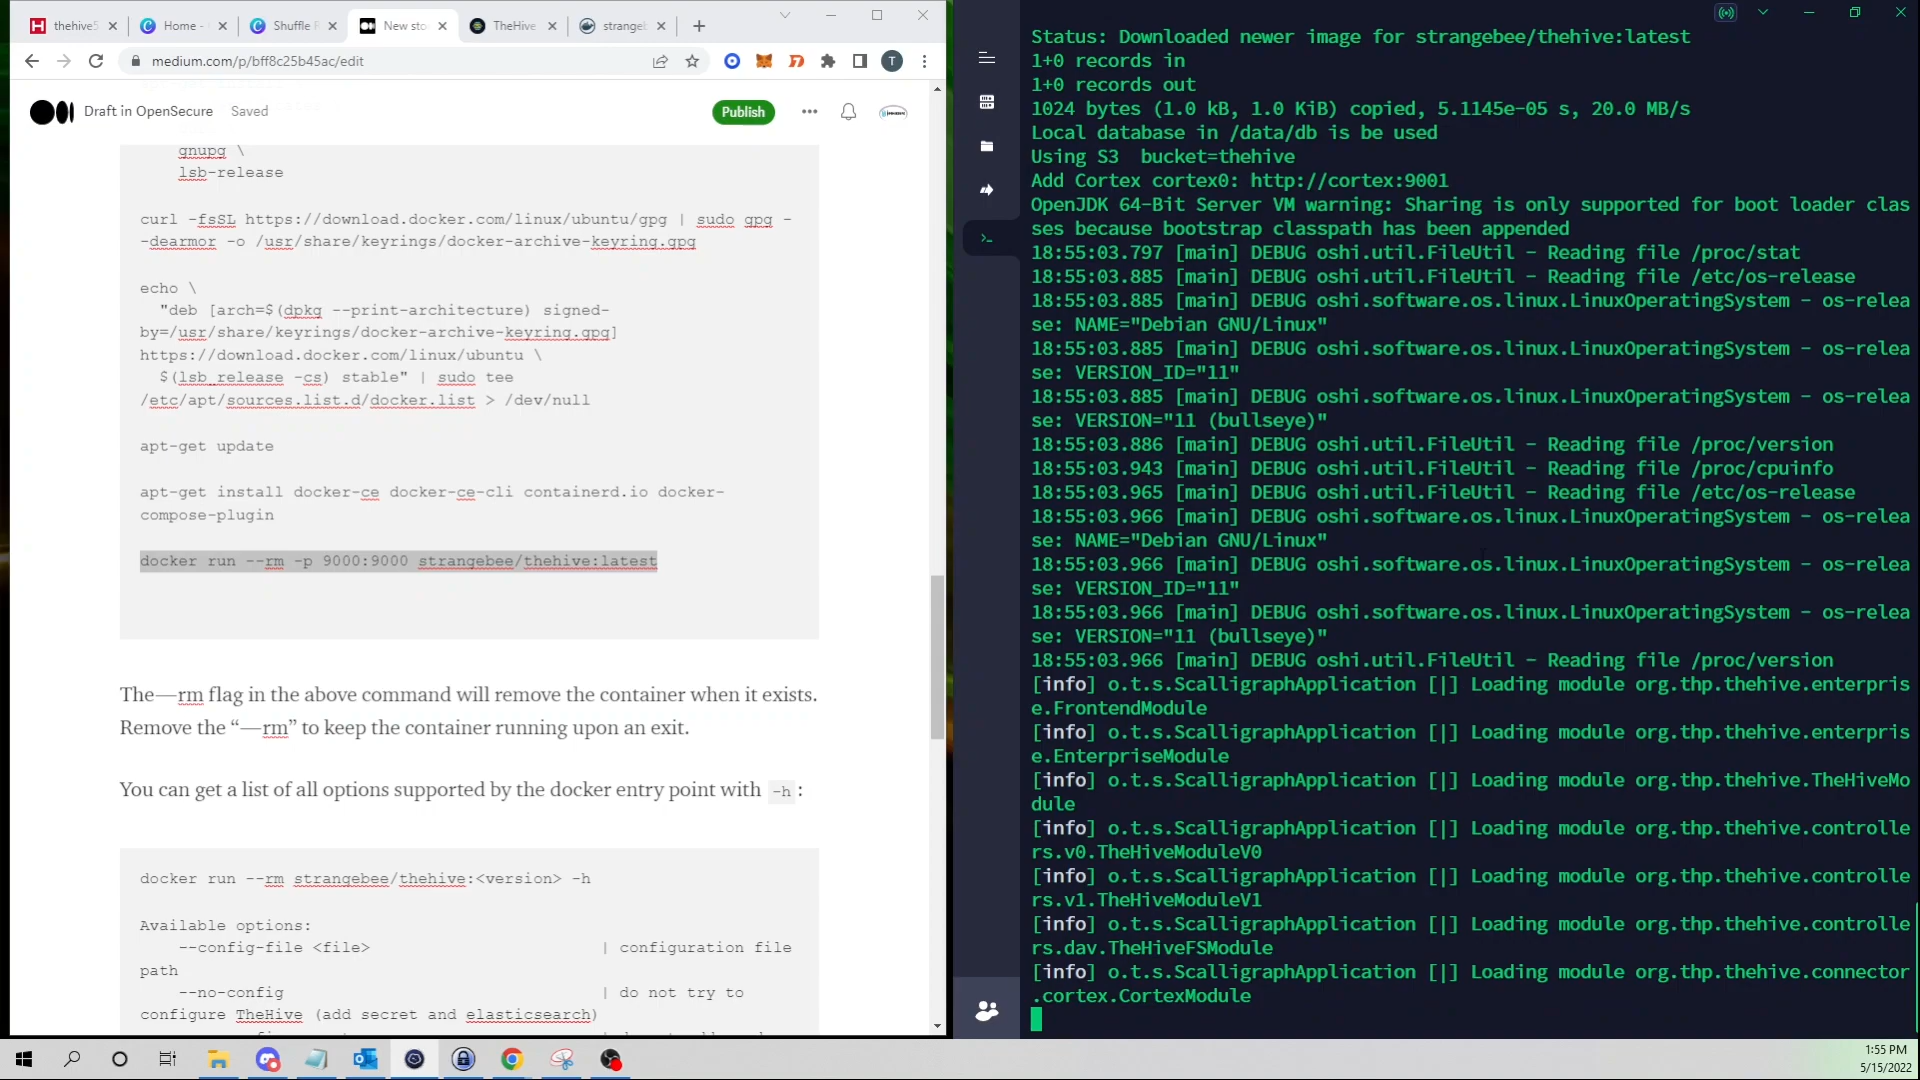 thehive5
Home -
Shuffle F
New sto
TheHive
strangeb
medium.com/p/bff8c25b45ac/edit
T
Draft in OpenSecure
Saved
Publish
gnupg \
lsb-release
curl -fsSL https://download.docker.com/linux/ubuntu/gpg | sudo gpg -
-dearmor -o /usr/share/keyrings/docker-archive-keyring.gpg
echo \
"deb [arch=$(dpkg --print-architecture) signed-
by=/usr/share/keyrings/docker-archive-keyring.gpg]
https://download.docker.com/linux/ubuntu \
$(lsb_release -cs) stable" | sudo tee
/etc/apt/sources.list.d/docker.list > /dev/null
apt-get update
apt-get install docker-ce docker-ce-cli containerd.io docker-
compose-plugin
docker run --rm -p 9000:9000 strangebee/thehive:latest
The—rm flag in the above command will remove the container when it exists.
Remove the “—rm” to keep the container running upon an exit.
You can get a list of all options supported by the docker entry point with -h :
docker run --rm strangebee/thehive:<version> -h
Available options:
--config-file <file> | configuration file
path
--no-config | do not try to
configure TheHive (add secret and elasticsearch)
Status: Downloaded newer image for strangebee/thehive:latest
1+0 records in
1+0 records out
1024 bytes (1.0 kB, 1.0 KiB) copied, 5.1145e-05 s, 20.0 MB/s
Local database in /data/db is be used
Using S3  bucket=thehive
Add Cortex cortex0: http://cortex:9001
OpenJDK 64-Bit Server VM warning: Sharing is only supported for boot loader clas
ses because bootstrap classpath has been appended
18:55:03.797 [main] DEBUG oshi.util.FileUtil - Reading file /proc/stat
18:55:03.885 [main] DEBUG oshi.util.FileUtil - Reading file /etc/os-release
18:55:03.885 [main] DEBUG oshi.software.os.linux.LinuxOperatingSystem - os-relea
se: NAME="Debian GNU/Linux"
18:55:03.885 [main] DEBUG oshi.software.os.linux.LinuxOperatingSystem - os-relea
se: VERSION_ID="11"
18:55:03.885 [main] DEBUG oshi.software.os.linux.LinuxOperatingSystem - os-relea
se: VERSION="11 (bullseye)"
18:55:03.886 [main] DEBUG oshi.util.FileUtil - Reading file /proc/version
18:55:03.943 [main] DEBUG oshi.util.FileUtil - Reading file /proc/cpuinfo
18:55:03.965 [main] DEBUG oshi.util.FileUtil - Reading file /etc/os-release
18:55:03.966 [main] DEBUG oshi.software.os.linux.LinuxOperatingSystem - os-relea
se: NAME="Debian GNU/Linux"
18:55:03.966 [main] DEBUG oshi.software.os.linux.LinuxOperatingSystem - os-relea
se: VERSION_ID="11"
18:55:03.966 [main] DEBUG oshi.software.os.linux.LinuxOperatingSystem - os-relea
se: VERSION="11 (bullseye)"
18:55:03.966 [main] DEBUG oshi.util.FileUtil - Reading file /proc/version
[info] o.t.s.ScalligraphApplication [|] Loading module org.thp.thehive.enterpris
e.FrontendModule
[info] o.t.s.ScalligraphApplication [|] Loading module org.thp.thehive.enterpris
e.EnterpriseModule
[info] o.t.s.ScalligraphApplication [|] Loading module org.thp.thehive.TheHiveMo
dule
[info] o.t.s.ScalligraphApplication [|] Loading module org.thp.thehive.controlle
rs.v0.TheHiveModuleV0
[info] o.t.s.ScalligraphApplication [|] Loading module org.thp.thehive.controlle
rs.v1.TheHiveModuleV1
[info] o.t.s.ScalligraphApplication [|] Loading module org.thp.thehive.controlle
rs.dav.TheHiveFSModule
[info] o.t.s.ScalligraphApplication [|] Loading module org.thp.thehive.connector
.cortex.CortexModule
1:55 PM
5/15/2022